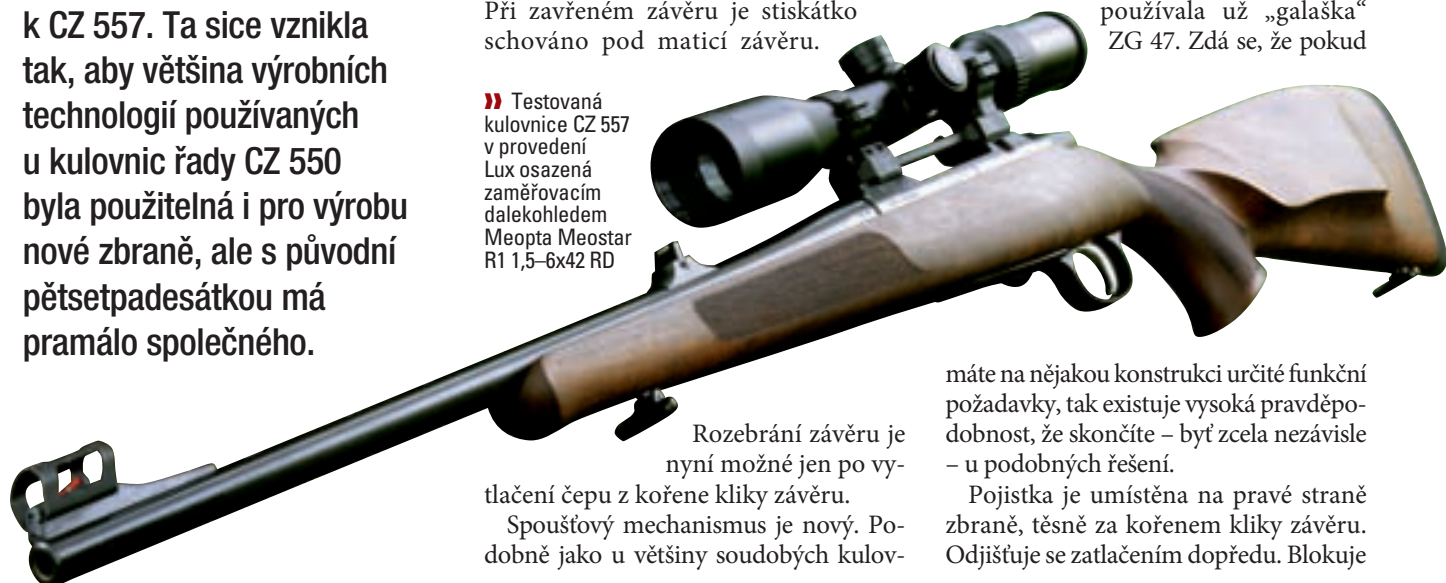 k CZ 557. Ta sice vznikla
tak, aby většina výrobních
technologií používaných
u kulovnic řady CZ 550
byla použitelná i pro výrobu
nové zbraně, ale s původní
pětsetpadesátkou má
pramálo společného.
Při zavřeném závěru je stiskátko
schováno pod maticí závěru.
» Testovaná
kulovnice CZ 557
v provedení
Lux osazená
zaměřovacím
dalekohledem
Meopta Meostar
R1 1,5–6x42 RD
Rozebrání závěru je
nyní možné jen po vy-
tlačení čepu z kořene kliky závěru.
Spoušťový mechanismus je nový. Po-
dobně jako u většiny soudobých kulov-
používala už „galaška“
ZG 47. Zdá se, že pokud
máte na nějakou konstrukci určité funkční
požadavky, tak existuje vysoká pravděpo-
dobnost, že skončíte – byť zcela nezávisle
– u podobných řešení.
Pojistka je umístěna na pravé straně
zbraně, těsně za kořenem kliky závěru.
Odjišťuje se zatlačením dopředu. Blokuje